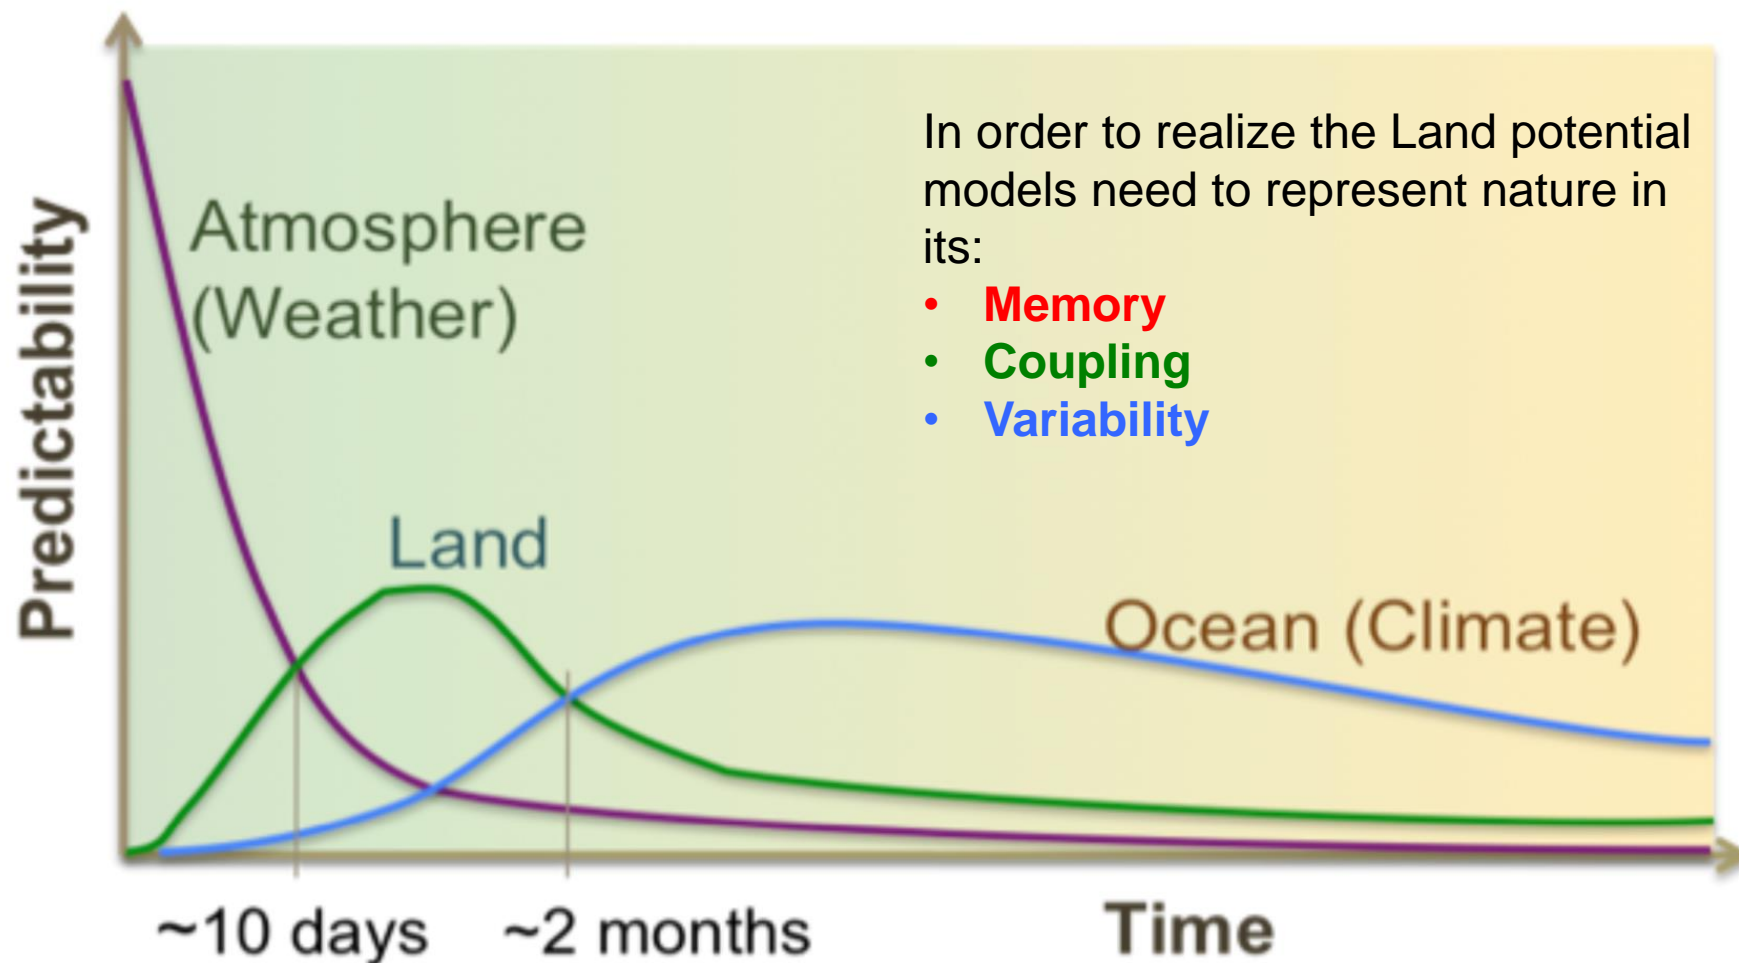 Predictability
Atmosphere
(Weather)
In order to realize the Land potential
models need to represent nature in
its:
• Memory
• Coupling
• Variability
Land
Ocean (Climate)
~10 days
~2 months
Time